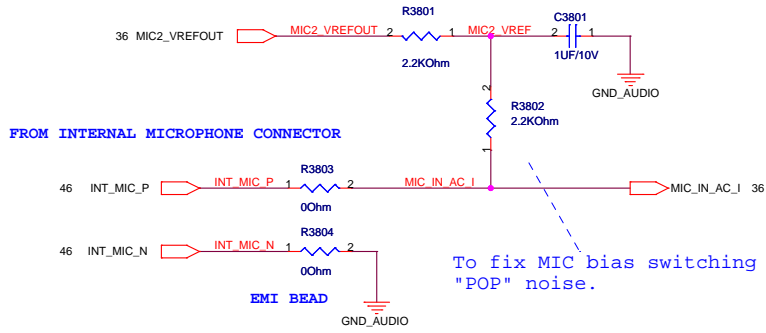 R3801
C3801
36 MIC2_VREFOUT
MIC2_VREFOUT
2
1
MIC2_VREF
2
1
2.2KOhm
1UF/10V
GND_AUDIO
2
R3802
2.2KOhm
1
FROM INTERNAL MICROPHONE CONNECTOR
R3803
46 INT_MIC_P
INT_MIC_P
1
2
MIC_IN_AC_I
MIC_IN_AC_I 36
0Ohm
R3804
46 INT_MIC_N
INT_MIC_N
1
2
0Ohm
To fix MIC bias switching
"POP" noise.
EMI BEAD
GND_AUDIO